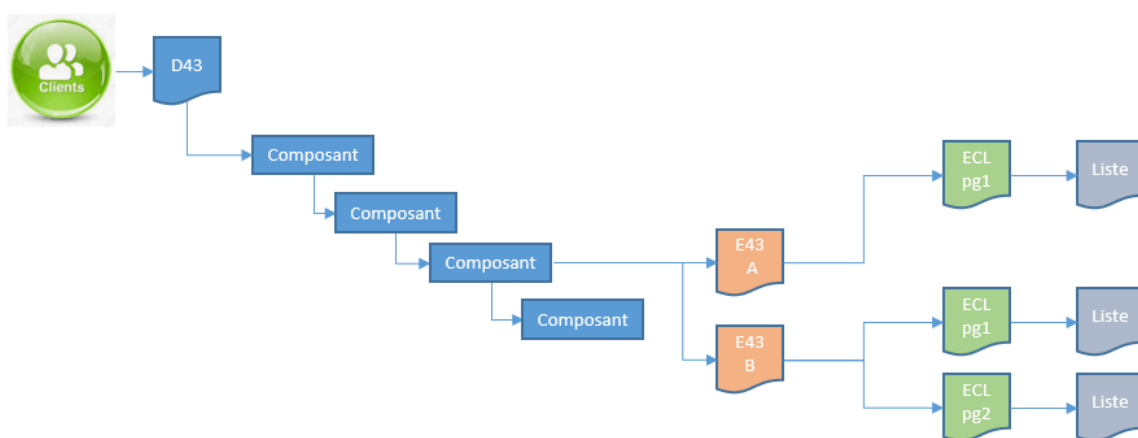 Clients
D43
Composant
Composant
Composant
Composant
E43
A
E43
B
ECL
pg1
Liste
ECL
pg1
Liste
ECL
pg2
Liste